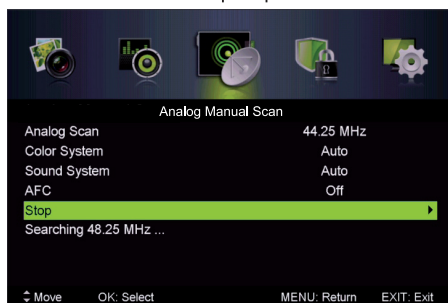 Analog Manual Scan
Analog Scan 44.25 MHz
Color System Auto
Sound System Auto
AFC Off
Stop
Searching 48.25 MHz ...
Move OK: Select MENU: Return EXIT: Exit